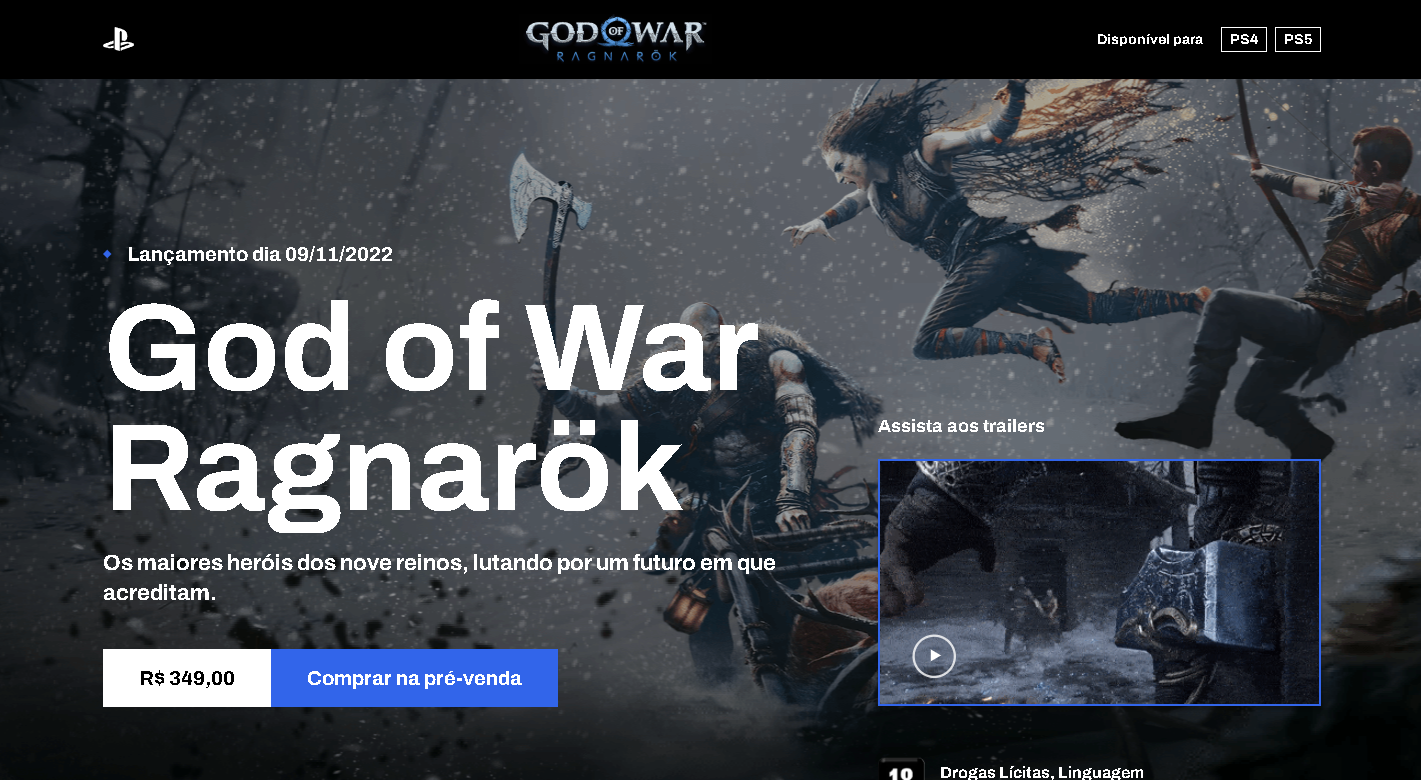 GOD OF WAR
RAGNARÖK
Disponível para PS4 PS5
Lançamento dia 09/11/2022
God of War
Ragnarök
Os maiores heróis dos nove reinos, lutando por um futuro em que
acreditam.
R$ 349,00 Comprar na pré-venda
Assista aos trailers
Drogas Lícitas, Linguagem